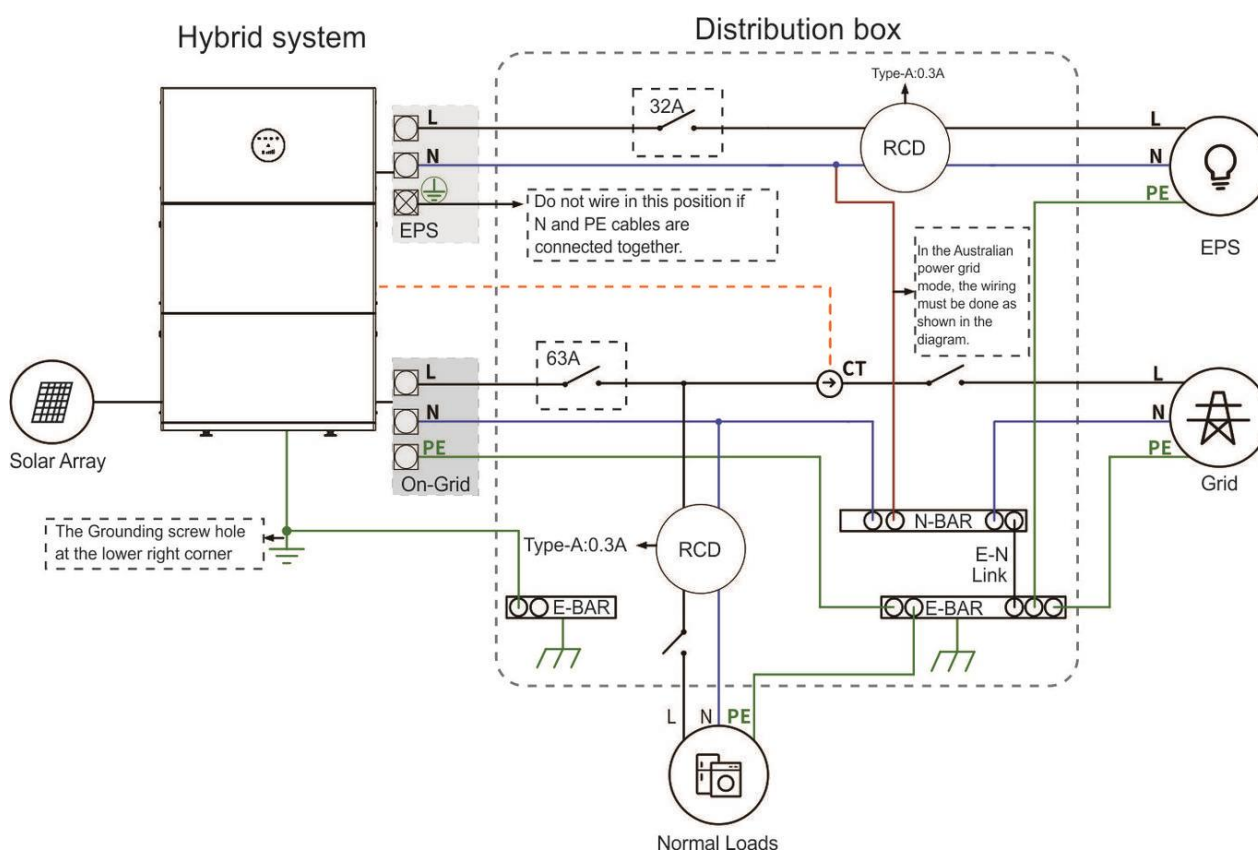 Hybrid system
Distribution box
Type-A:0.3A
32A
L
N
EPS
RCD
L
N
PE
EPS
Do not wire in this position if
N and PE cables are
connected together.
In the Australian
power grid
mode, the wiring
must be done as
shown in the
diagram.
63A
CT
L
N
PE
On-Grid
L
N
PE
Grid
Solar Array
The Grounding screw hole
at the lower right corner
Type-A:0.3A
RCD
N-BAR
E-N
Link
E-BAR
E-BAR
L
N
PE
Normal Loads